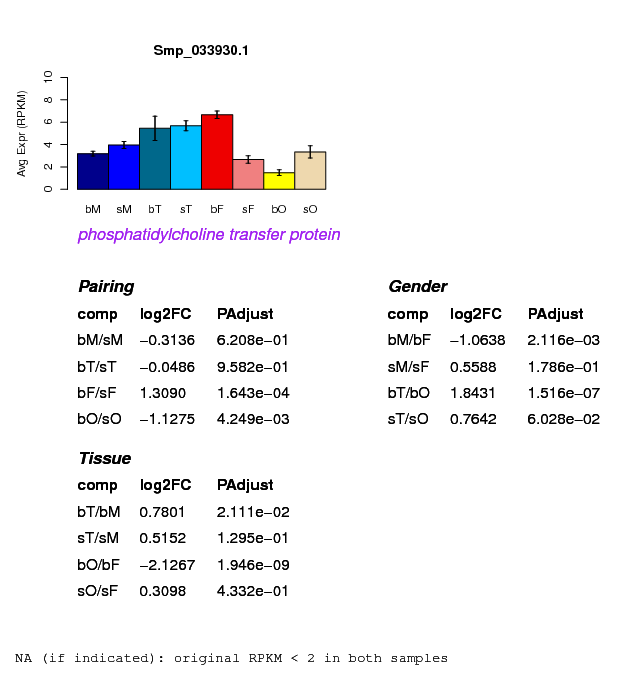 Smp_033930.1
Avg Expr (RPKM)
0 2 4 6 8 10
bM sM bT sT bF sF bO sO
phosphatidylcholine transfer protein
Pairing
comp log2FC PAdjust
bM/sM −0.3136 6.208e−01
bT/sT −0.0486 9.582e−01
bF/sF 1.3090 1.643e−04
bO/sO −1.1275 4.249e−03
Gender
comp log2FC PAdjust
bM/bF −1.0638 2.116e−03
sM/sF 0.5588 1.786e−01
bT/bO 1.8431 1.516e−07
sT/sO 0.7642 6.028e−02
Tissue
comp log2FC PAdjust
bT/bM 0.7801 2.111e−02
sT/sM 0.5152 1.295e−01
bO/bF −2.1267 1.946e−09
sO/sF 0.3098 4.332e−01
NA (if indicated): original RPKM < 2 in both samples